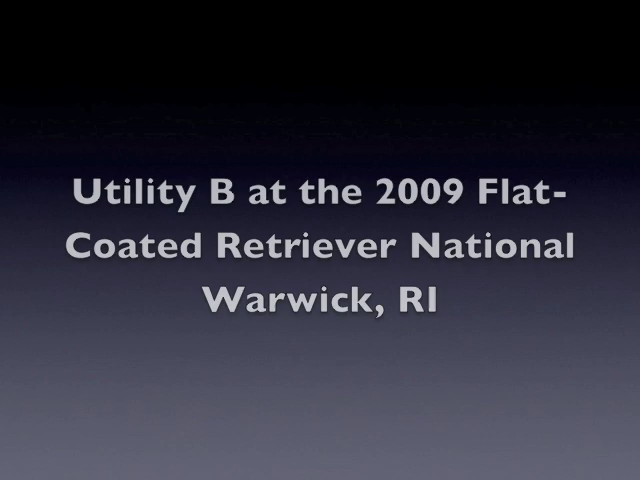 Utility B at the 2009 Flat-
Coated Retriever National
Warwick, RI